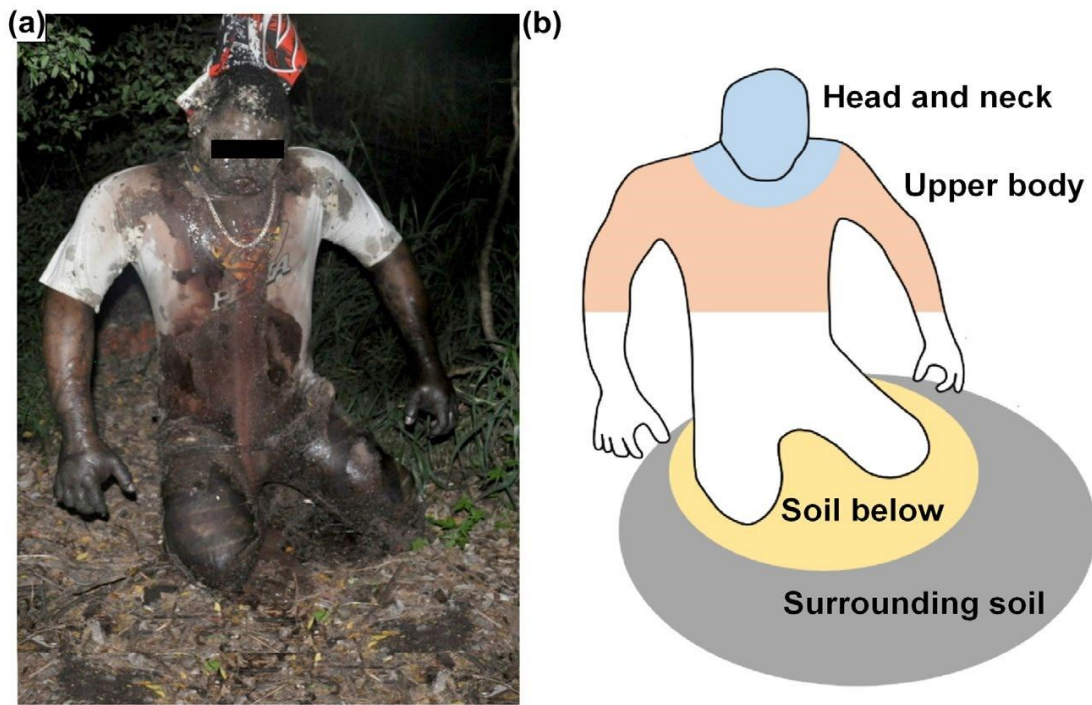 (a)
(b)
Head and neck
Upper body
Soil below
Surrounding soil